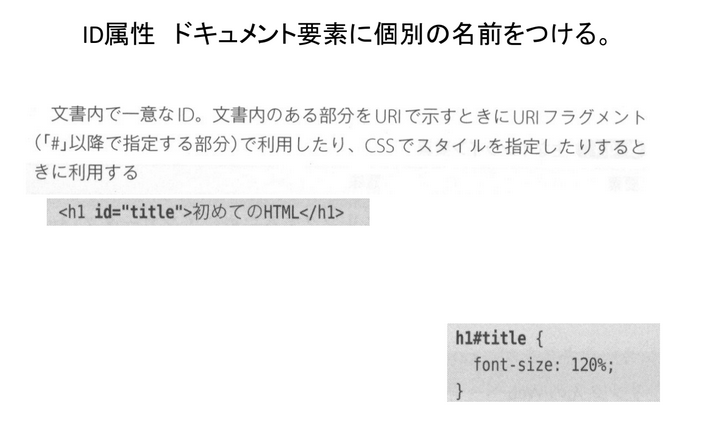 ID属性　ドキュメント要素に個別の名前をつける。
文書内で一意なID。文書内のある部分をURIで示すときにURIフラグメント
（「#」以降で指定する部分）で利用したり、CSSでスタイルを指定したりすると
きに利用する
<h1 id="title">初めてのHTML</h1>
h1#title {
  font-size: 120%;
}